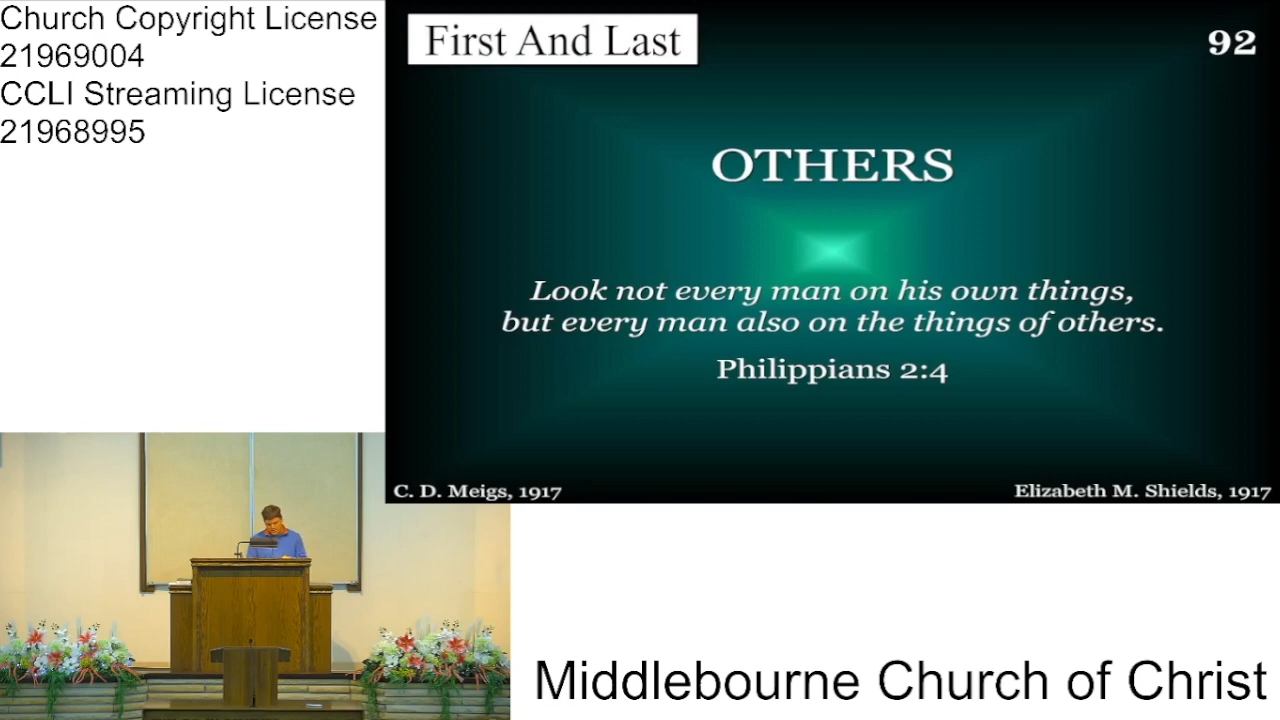 Church Copyright License
21969004
CCLI Streaming License
21968995
First And Last
92
OTHERS
Look not every man on his own things,
but every man also on the things of others.
Philippians 2:4
C. D. Meigs, 1917
Elizabeth M. Shields, 1917
Middlebourne Church of Christ